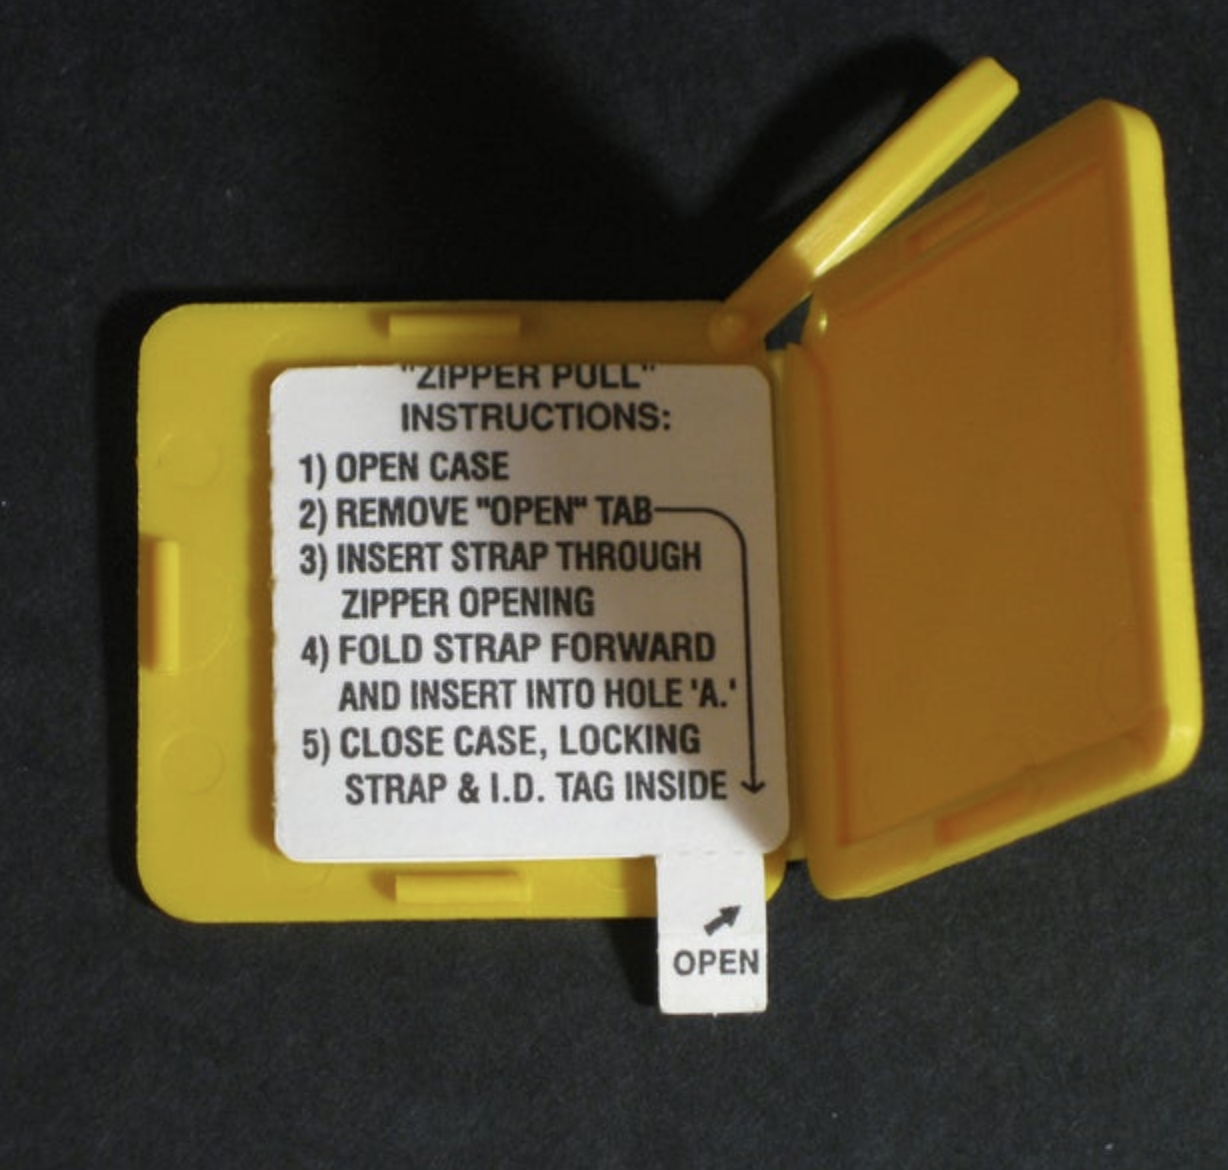 "ZIPPER PULL"
INSTRUCTIONS:
1) OPEN CASE
2) REMOVE "OPEN" TAB
3) INSERT STRAP THROUGH
ZIPPER OPENING
4) FOLD STRAP FORWARD
AND INSERT INTO HOLE 'A.'
5) CLOSE CASE, LOCKING
STRAP & I.D. TAG INSIDE
OPEN